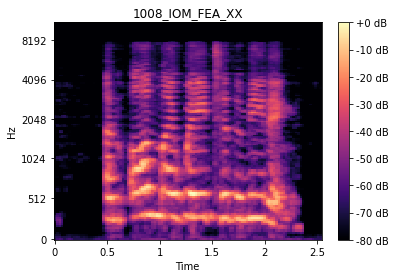 1008_IOM_FEA_XX
+0 dB
8192
-10 dB
4096
-20 dB
-30 dB
2048
Hz
-40 dB
1024
-50 dB
512
-60 dB
-70 dB
0
-80 dB
0 0.5 1 1.5 2 2.5
Time